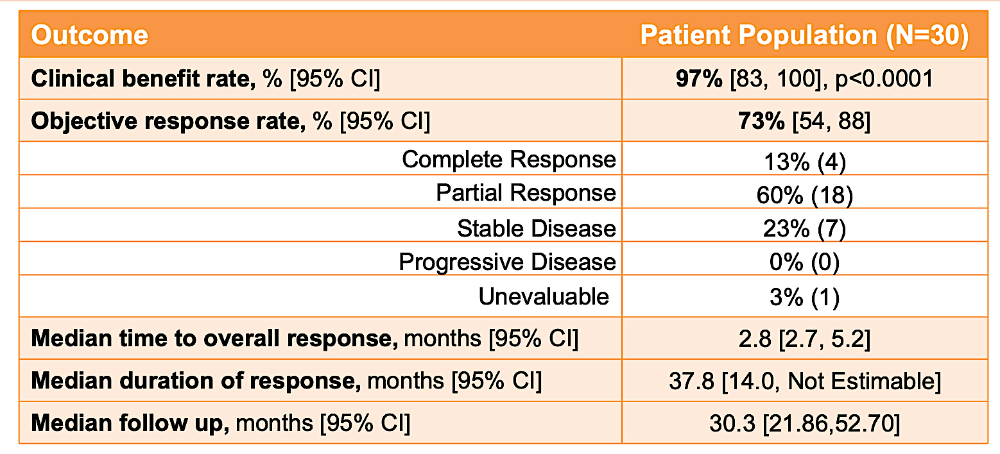 Outcome Patient Population (N=30)
Clinical benefit rate, % [95% CI] 97% [83, 100], p<0.0001
Objective response rate, % [95% CI] 73% [54, 88]
Complete Response 13% (4)
Partial Response 60% (18)
Stable Disease 23% (7)
Progressive Disease 0% (0)
Unevaluable 3% (1)
Median time to overall response, months [95% CI] 2.8 [2.7, 5.2]
Median duration of response, months [95% CI] 37.8 [14.0, Not Estimable]
Median follow up, months [95% CI] 30.3 [21.86,52.70]